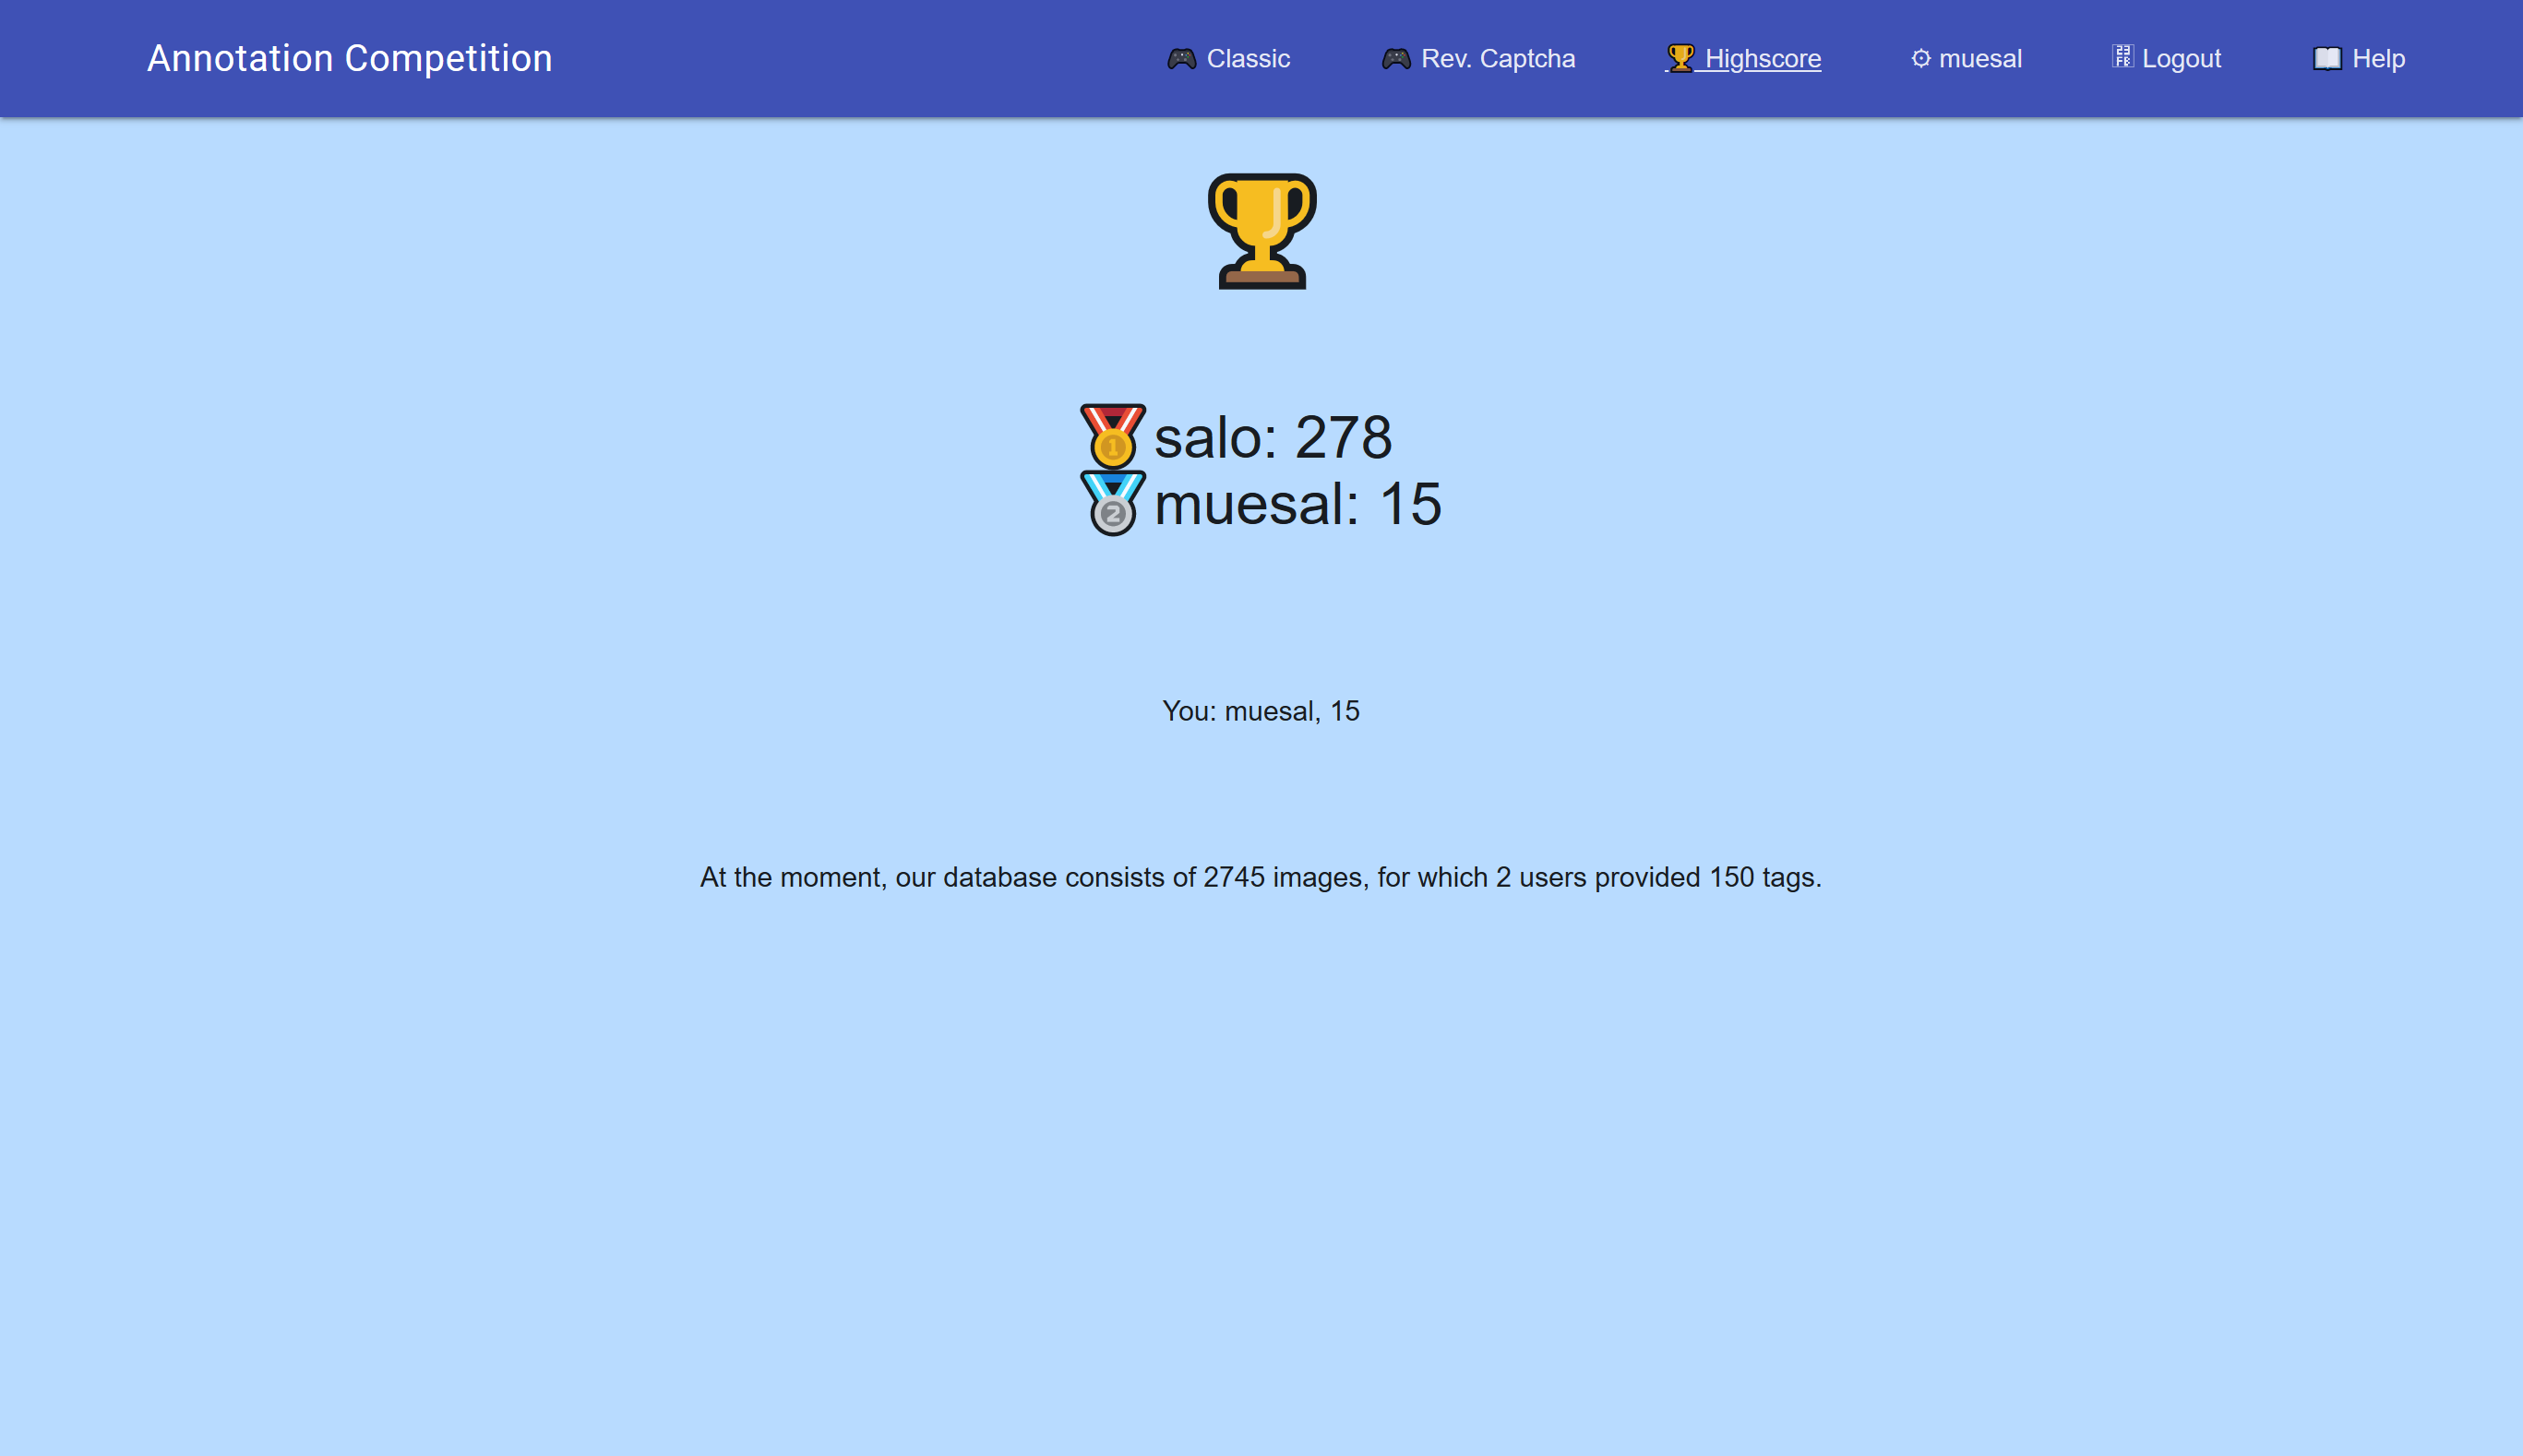 Annotation Competition
🎮 Classic
🎮 Rev. Captcha
🏆 Highscore
muesal
Logout
📖 Help
🥇salo: 278
🥈muesal: 15
You: muesal, 15
At the moment, our database consists of 2745 images, for which 2 users provided 150 tags.